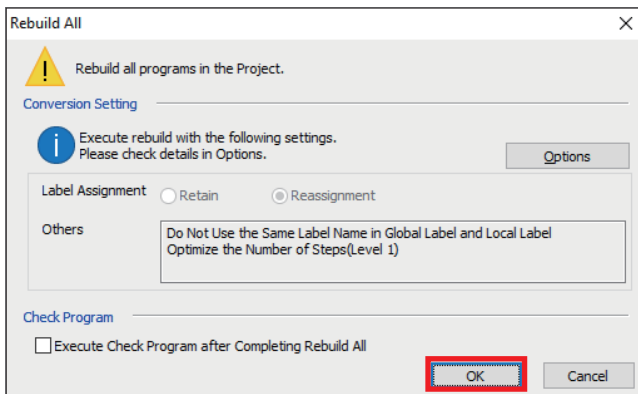 Rebuild All
Rebuild all programs in the Project.
Conversion Setting
Execute rebuild with the following settings.
Please check details in Options.
Options
Label Assignment Retain Reassignment
Others
Do Not Use the Same Label Name in Global Label and Local Label
Optimize the Number of Steps(Level 1)
Check Program
Execute Check Program after Completing Rebuild All
OK Cancel